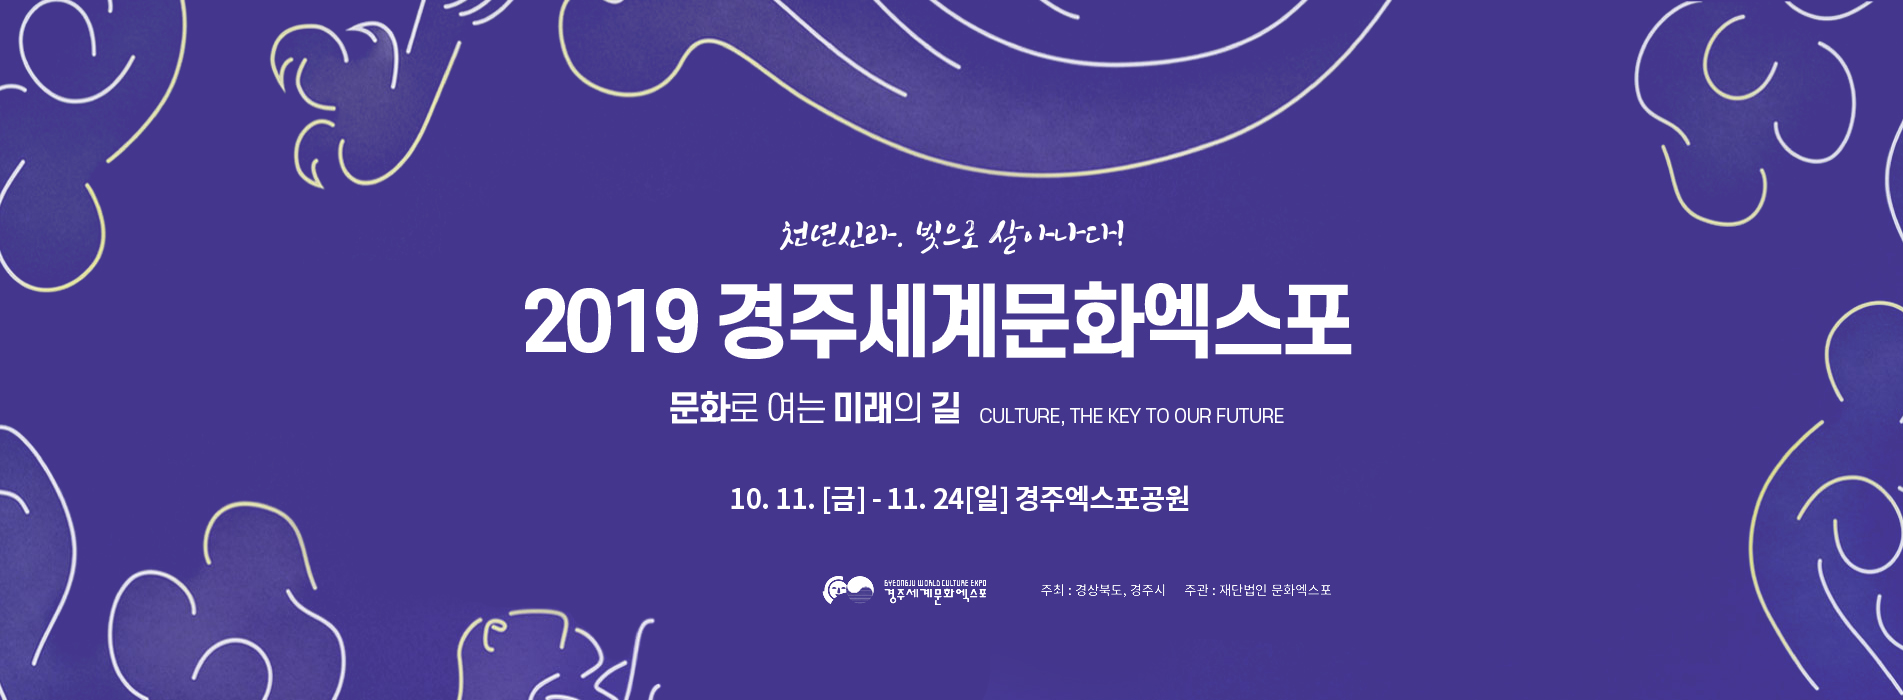 천년신라. 빛으로 살아나다!
2019 경주세계문화엑스포
문화로 여는 미래의 길 CULTURE, THE KEY TO OUR FUTURE
10. 11. [금] - 11. 24[일] 경주엑스포공원
GYEONGJU WORLD CULTURE EXPO
경주세계문화엑스포
주최 : 경상북도, 경주시 주관 : 재단법인 문화엑스포